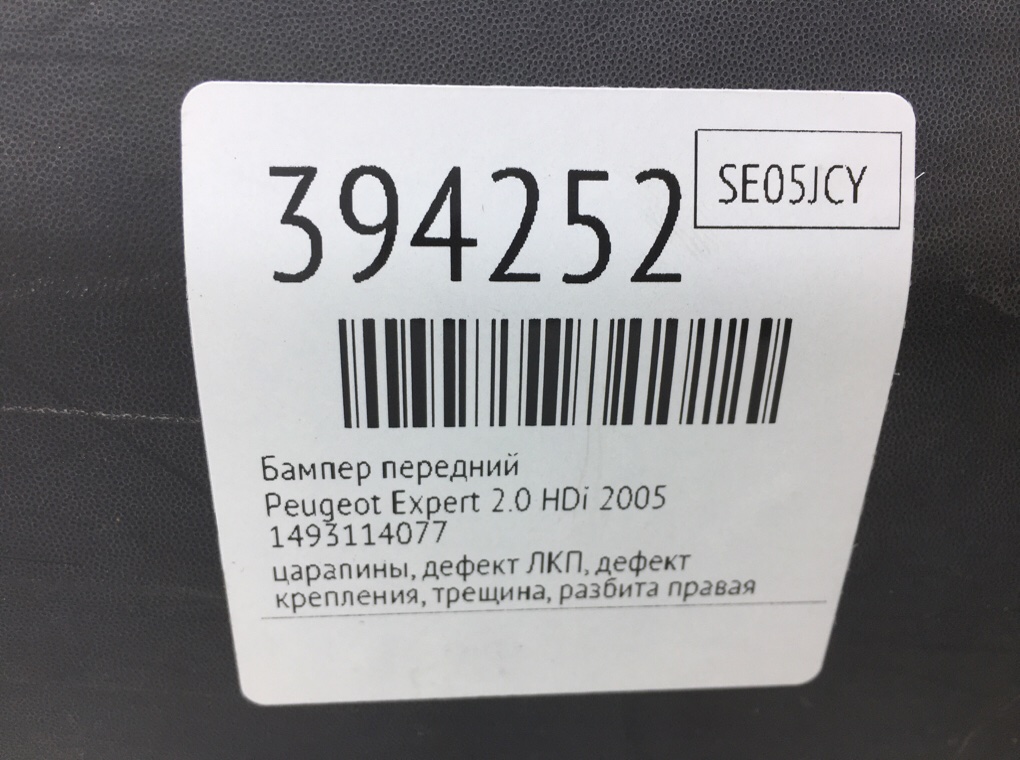 394252
SE05JCY
Бампер передний
Peugeot Expert 2.0 HDi 2005
1493114077
царапины, дефект ЛКП, дефект
крепления, трещина, разбита правая